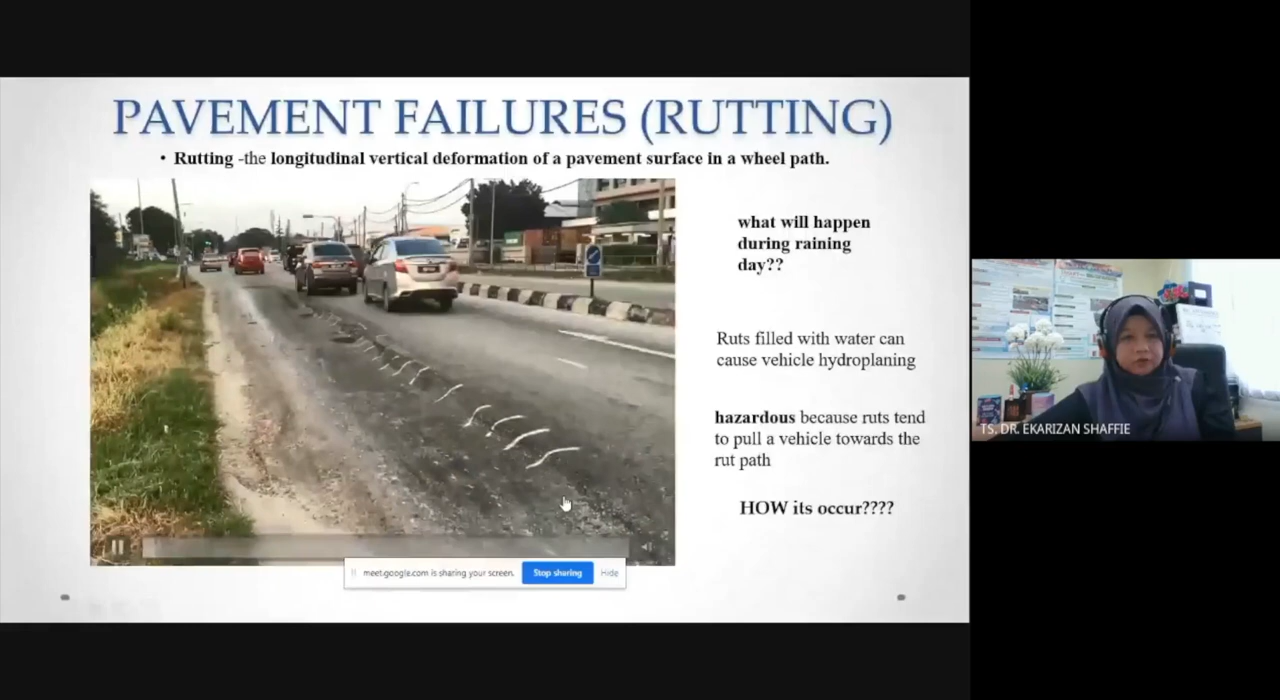 PAVEMENT FAILURES (RUTTING)
• Rutting -the longitudinal vertical deformation of a pavement surface in a wheel path.
what will happen
during raining
day??
Ruts filled with water can
cause vehicle hydroplaning
hazardous because ruts tend
to pull a vehicle towards the
rut path
HOW its occur????
meet.google.com is sharing your screen.
Stop sharing
Hide
TS. DR. EKARIZAN SHAFFIE